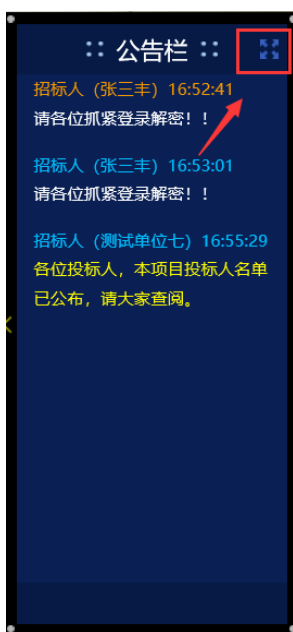 公告栏
招标人（张三丰）16:52:41
请各位抓紧登录解密！！
招标人（张三丰）16:53:01
请各位抓紧登录解密！！
招标人（测试单位七）16:55:29
各位投标人，本项目投标人名单
已公布，请大家查阅。